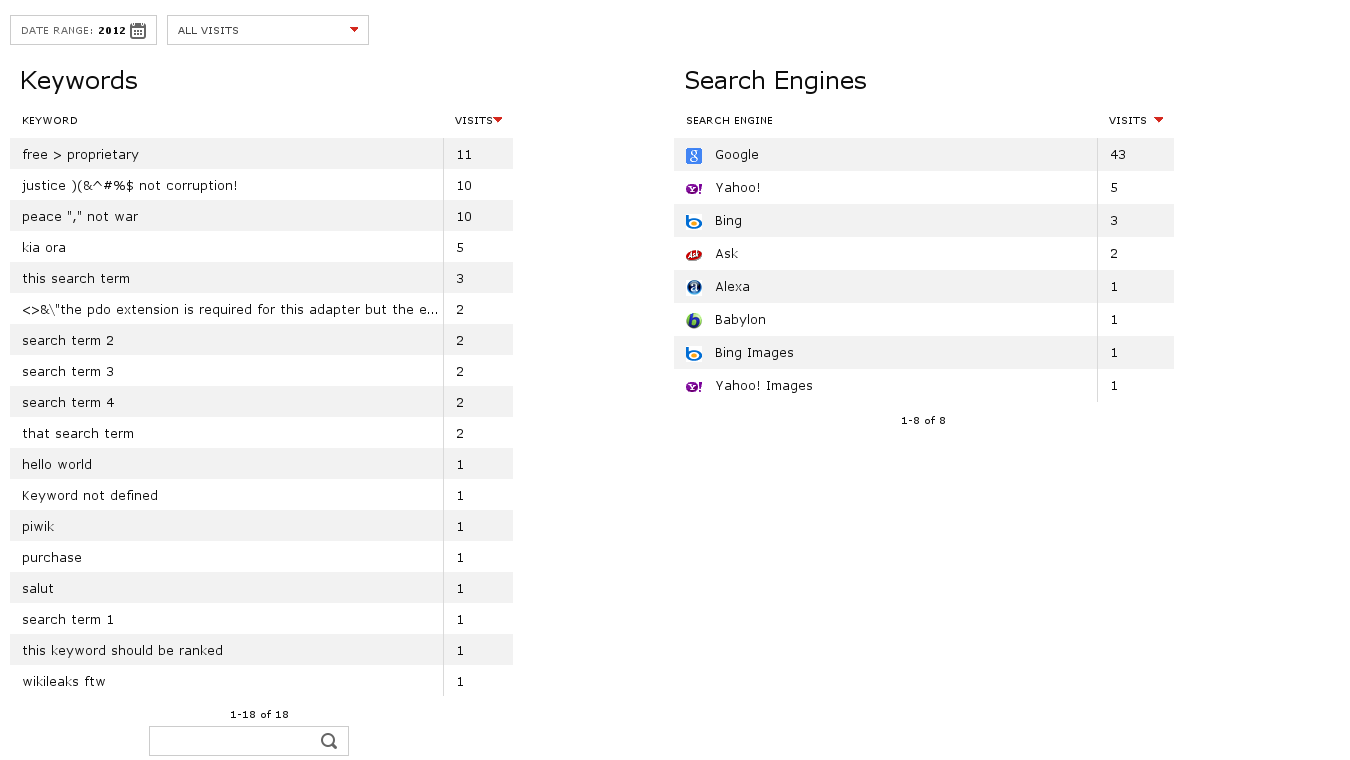 DATE RANGE: 2012
ALL VISITS
Keywords
KEYWORD VISITS
free > proprietary 11
justice )(&^#%$ not corruption! 10
peace "," not war 10
kia ora 5
this search term 3
<>&\"the pdo extension is required for this adapter but the e... 2
search term 2 2
search term 3 2
search term 4 2
that search term 2
hello world 1
Keyword not defined 1
piwik 1
purchase 1
salut 1
search term 1 1
this keyword should be ranked 1
wikileaks ftw 1
1-18 of 18
Search Engines
SEARCH ENGINE VISITS
Google 43
Yahoo! 5
Bing 3
Ask 2
Alexa 1
Babylon 1
Bing Images 1
Yahoo! Images 1
1-8 of 8